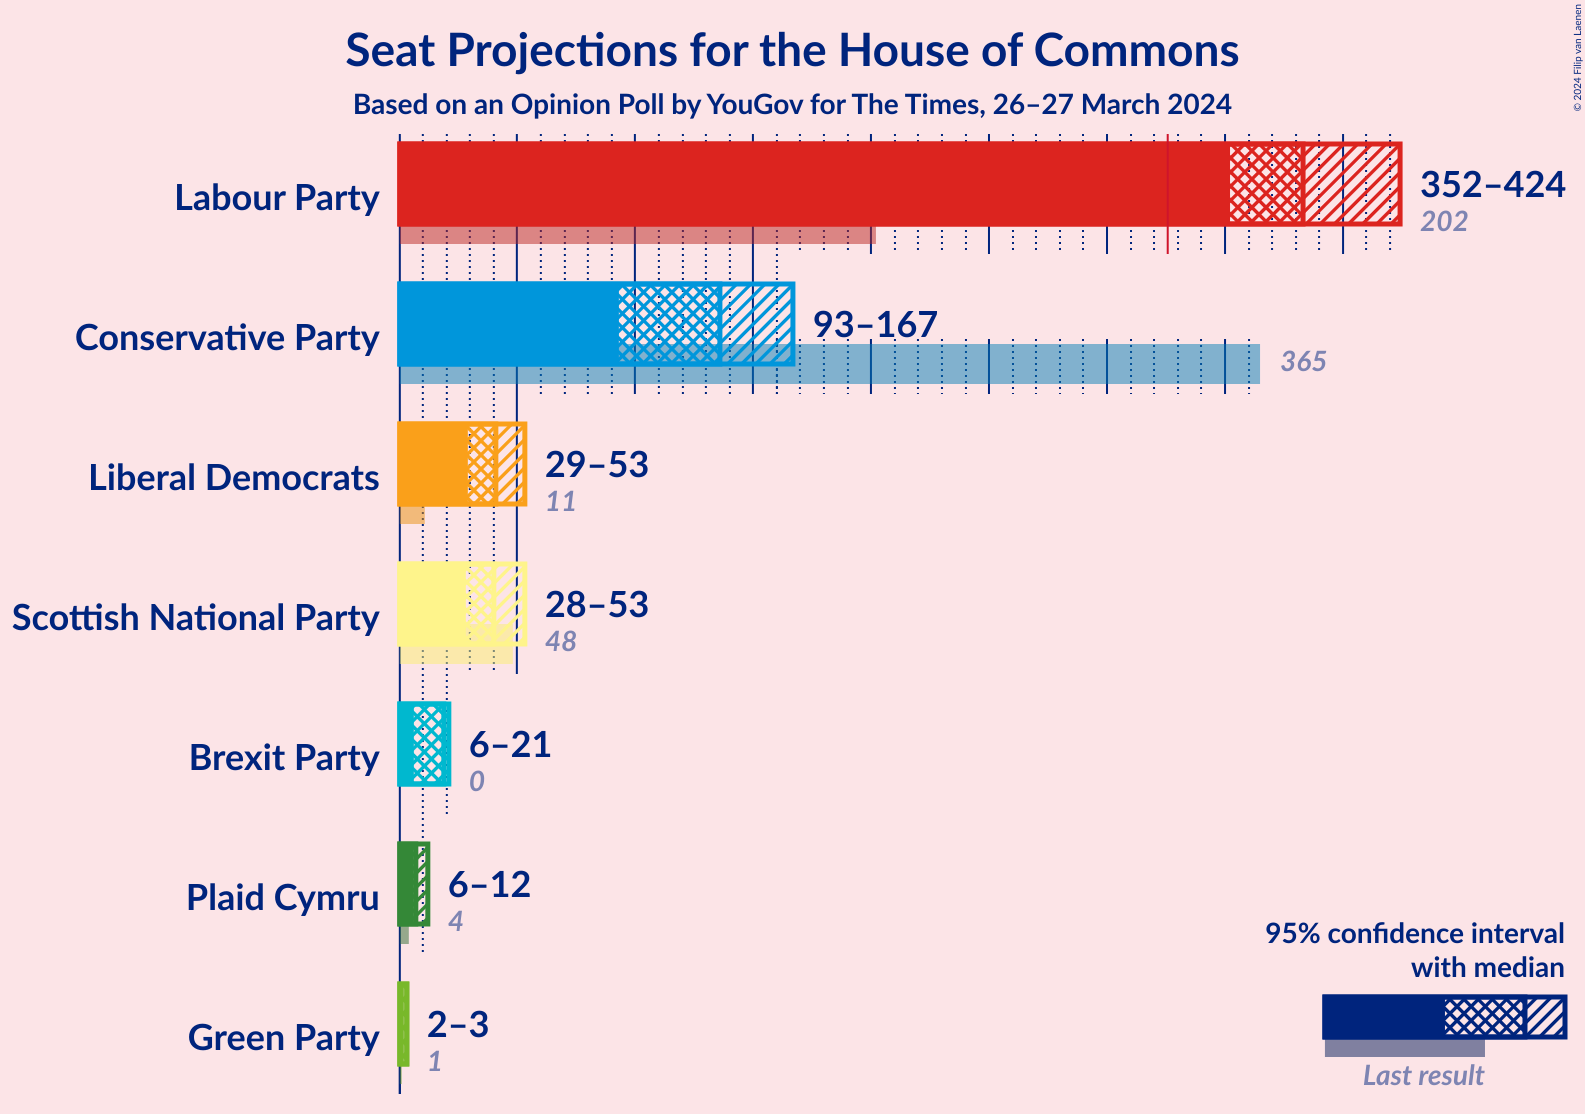 Seat Projections for the House of Commons
Based on an Opinion Poll by YouGov for The Times, 26–27 March 2024
© 2024 Filip van Laenen
Labour Party
352–424
202
Conservative Party
93–167
365
Liberal Democrats
29–53
11
Scottish National Party
28–53
48
Brexit Party
6–21
0
Plaid Cymru
6–12
4
Green Party
2–3
1
95% confidence interval
with median
Last result